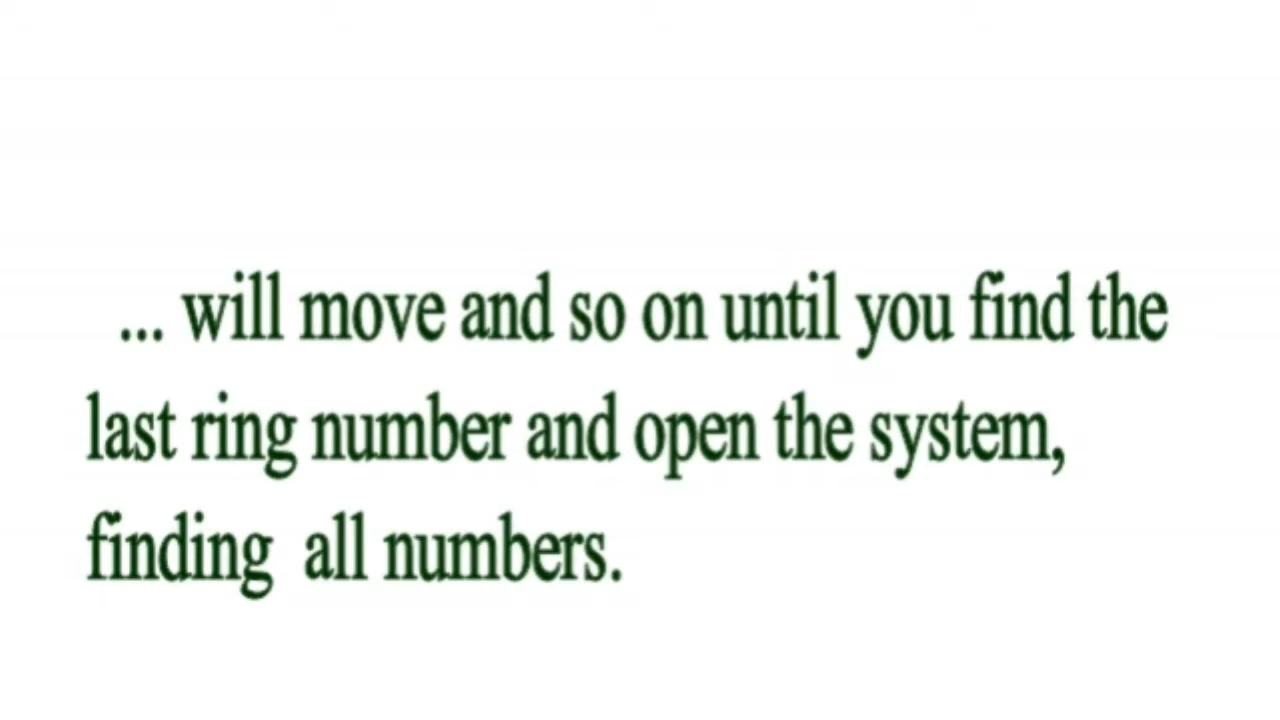 ... will move and so on until you find the
last ring number and open the system,
finding  all numbers.